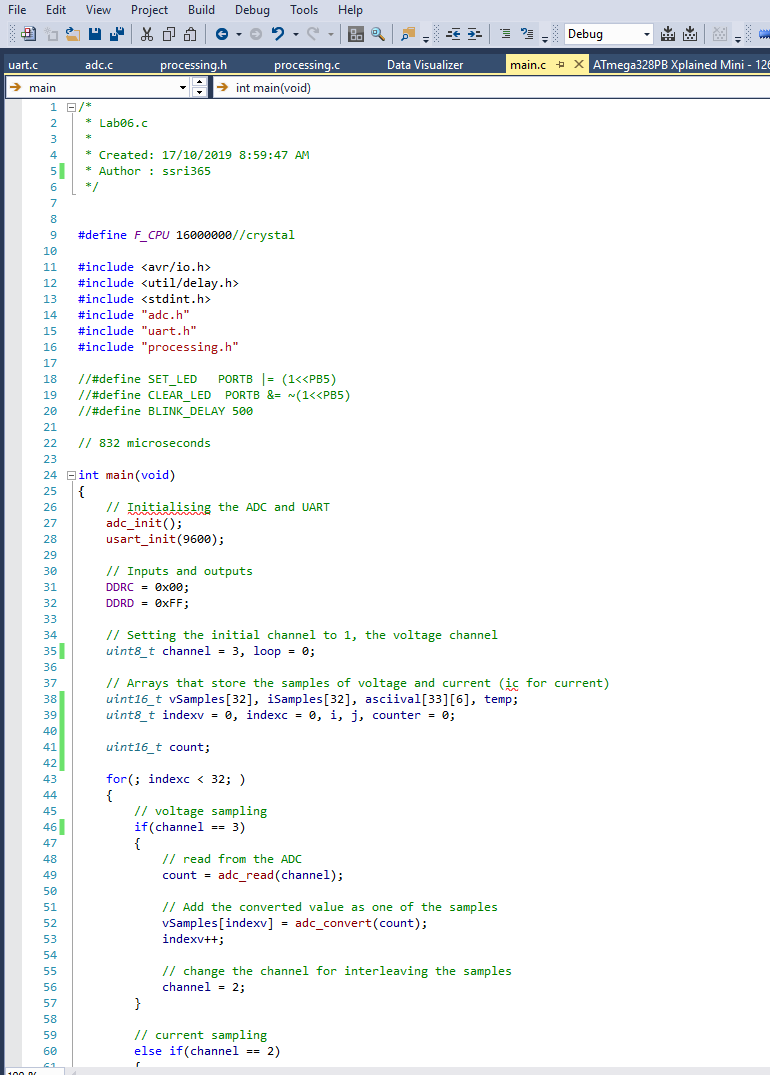 File Edit View Project Build Debug Tools Help
Debug
uart.c adc.c processing.h processing.c Data Visualizer main.c ATmega328PB Xplained Mini - 126
main int main(void)
1 /*
2 * Lab06.c
3 *
4 * Created: 17/10/2019 8:59:47 AM
5 * Author : ssri365
6 */
7
8
9 #define F_CPU 16000000//crystal
10
11 #include <avr/io.h>
12 #include <util/delay.h>
13 #include <stdint.h>
14 #include "adc.h"
15 #include "uart.h"
16 #include "processing.h"
17
18 //#define SET_LED   PORTB |= (1<<PB5)
19 //#define CLEAR_LED  PORTB &= ~(1<<PB5)
20 //#define BLINK_DELAY 500
21
22 // 832 microseconds
23
24 int main(void)
25 {
26     // Initialising the ADC and UART
27     adc_init();
28     usart_init(9600);
29
30     // Inputs and outputs
31     DDRC = 0x00;
32     DDRD = 0xFF;
33
34     // Setting the initial channel to 1, the voltage channel
35     uint8_t channel = 3, loop = 0;
36
37     // Arrays that store the samples of voltage and current (ic for current)
38     uint16_t vSamples[32], iSamples[32], asciival[33][6], temp;
39     uint8_t indexv = 0, indexc = 0, i, j, counter = 0;
40
41     uint16_t count;
42
43     for(; indexc < 32; )
44     {
45         // voltage sampling
46         if(channel == 3)
47         {
48             // read from the ADC
49             count = adc_read(channel);
50
51             // Add the converted value as one of the samples
52             vSamples[indexv] = adc_convert(count);
53             indexv++;
54
55             // change the channel for interleaving the samples
56             channel = 2;
57         }
58
59         // current sampling
60         else if(channel == 2)